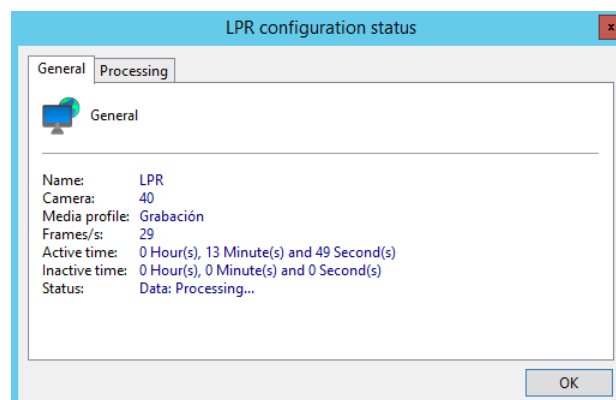 LPR configuration status
x
General Processing
General
Name: LPR
Camera: 40
Media profile: Grabación
Frames/s: 29
Active time: 0 Hour(s), 13 Minute(s) and 49 Second(s)
Inactive time: 0 Hour(s), 0 Minute(s) and 0 Second(s)
Status: Data: Processing...
OK